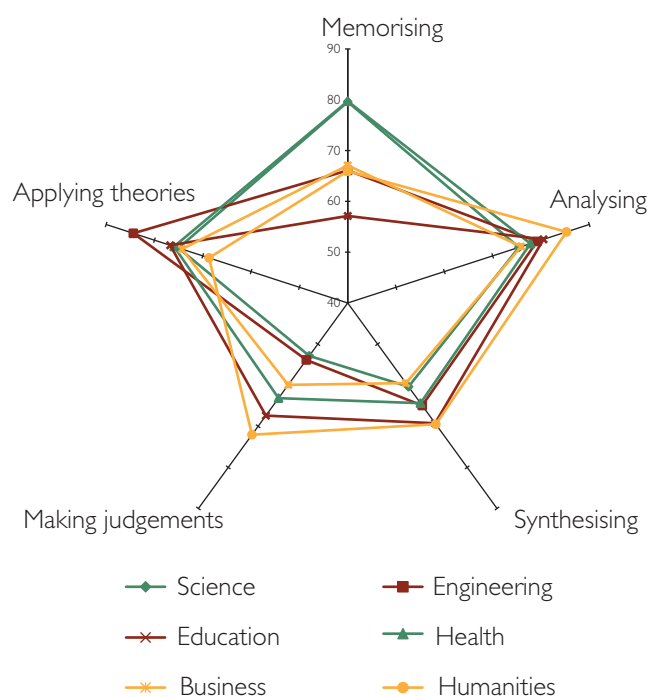 Memorising
90
80
70
60
50
40
Applying theories
Analysing
Making judgements
Synthesising
Science
Engineering
Education
Health
Business
Humanities